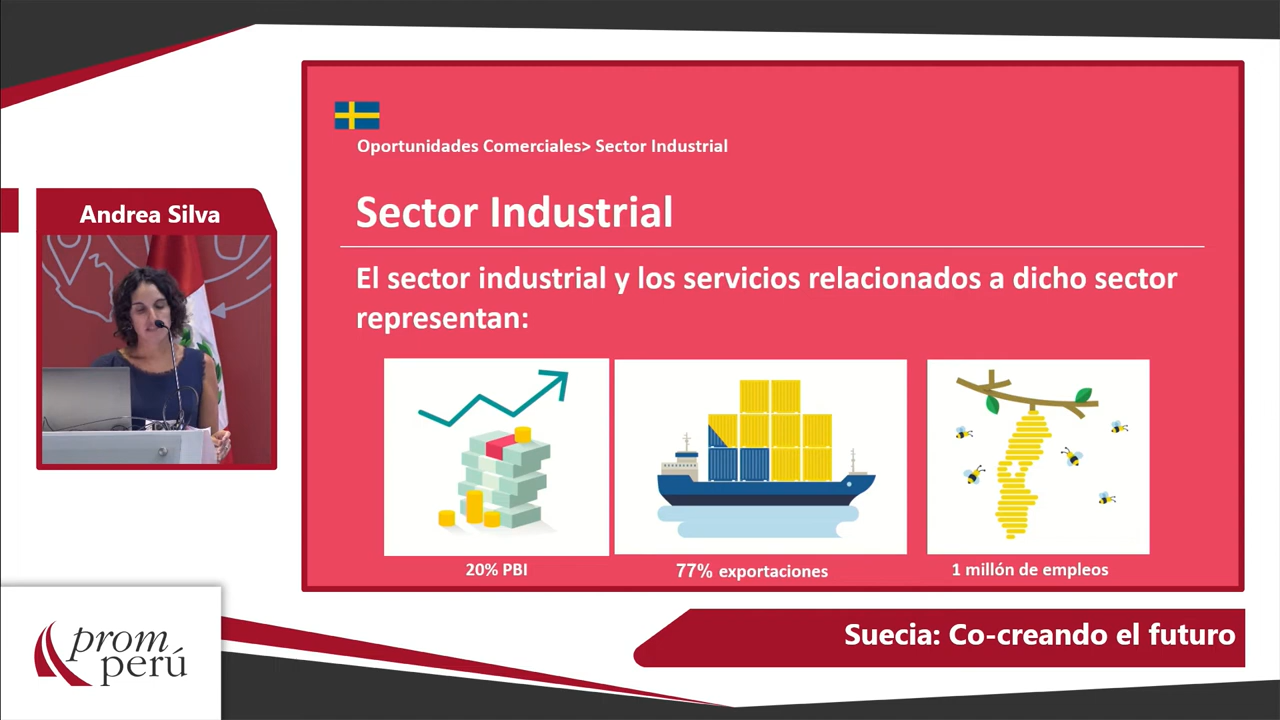 Oportunidades Comerciales> Sector Industrial
Andrea Silva
Sector Industrial
El sector industrial y los servicios relacionados a dicho sector
representan:
20% PBI
77% exportaciones
1 millón de empleos
Suecia: Co-creando el futuro
prom
perú